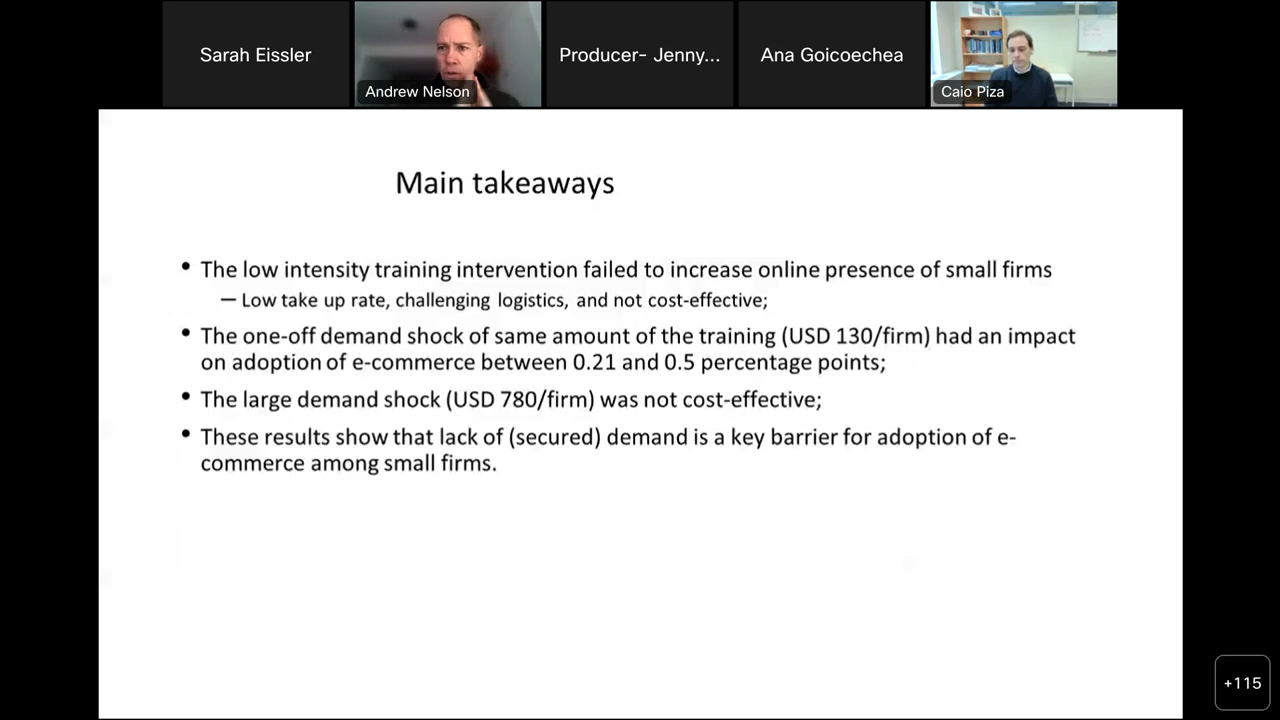 Sarah Eissler
Andrew Nelson
Producer- Jenny...
Ana Goicoechea
Caio Piza
Main takeaways
• The low intensity training intervention failed to increase online presence of small firms
– Low take up rate, challenging logistics, and not cost-effective;
• The one-off demand shock of same amount of the training (USD 130/firm) had an impact
on adoption of e-commerce between 0.21 and 0.5 percentage points;
• The large demand shock (USD 780/firm) was not cost-effective;
• These results show that lack of (secured) demand is a key barrier for adoption of e-
commerce among small firms.
+115